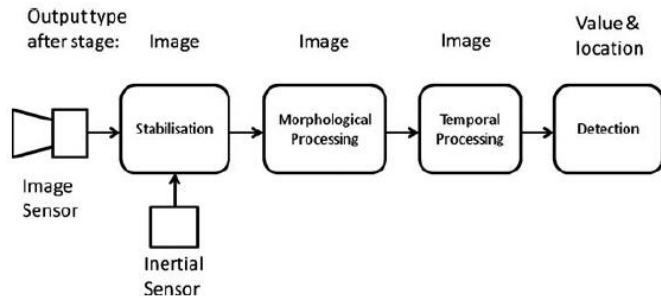 Output type
after stage:
Image
Image
Image
Value &
location
Stabilisation
Morphological
Processing
Temporal
Processing
Detection
Image
Sensor
Inertial
Sensor